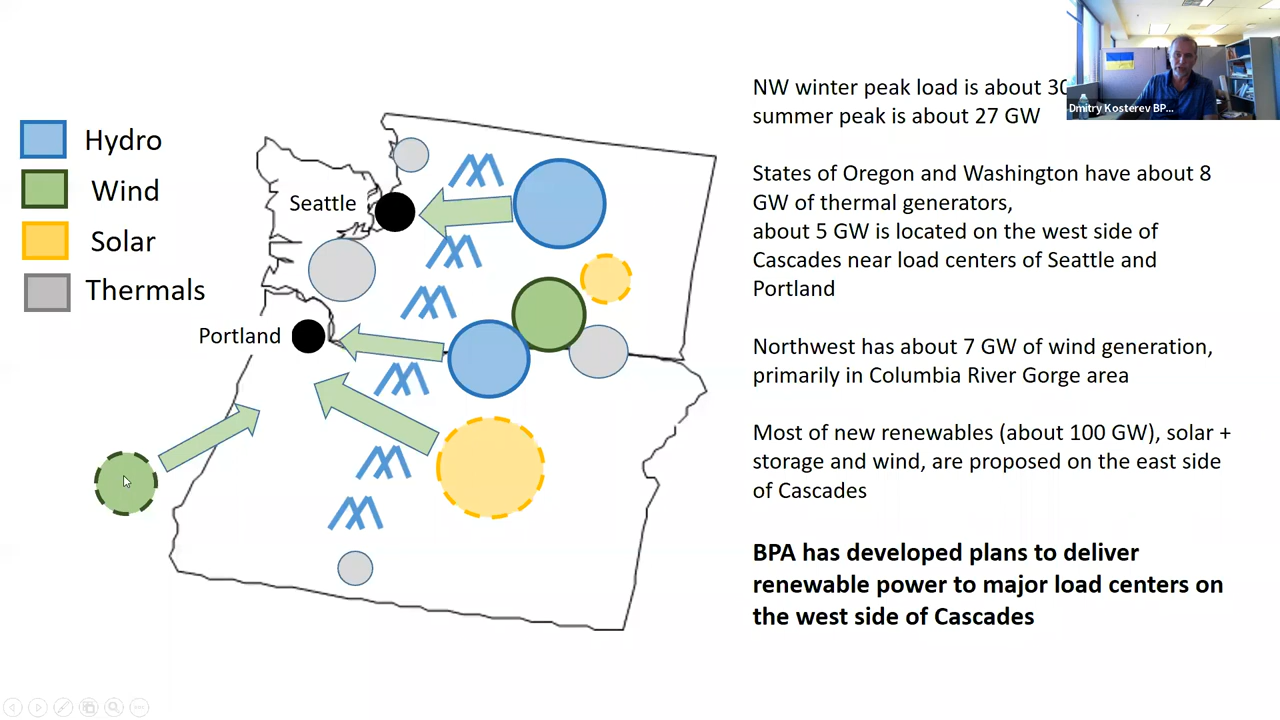 Hydro
Wind
Solar
Thermals
Seattle
Portland
NW winter peak load is about
summer peak is about 27 GW
States of Oregon and Washington have about 8
GW of thermal generators,
about 5 GW is located on the west side of
Cascades near load centers of Seattle and
Portland
Northwest has about 7 GW of wind generation,
primarily in Columbia River Gorge area
Most of new renewables (about 100 GW), solar +
storage and wind, are proposed on the east side
of Cascades
BPA has developed plans to deliver
renewable power to major load centers on
the west side of Cascades
Dmitry Kosterev BP...